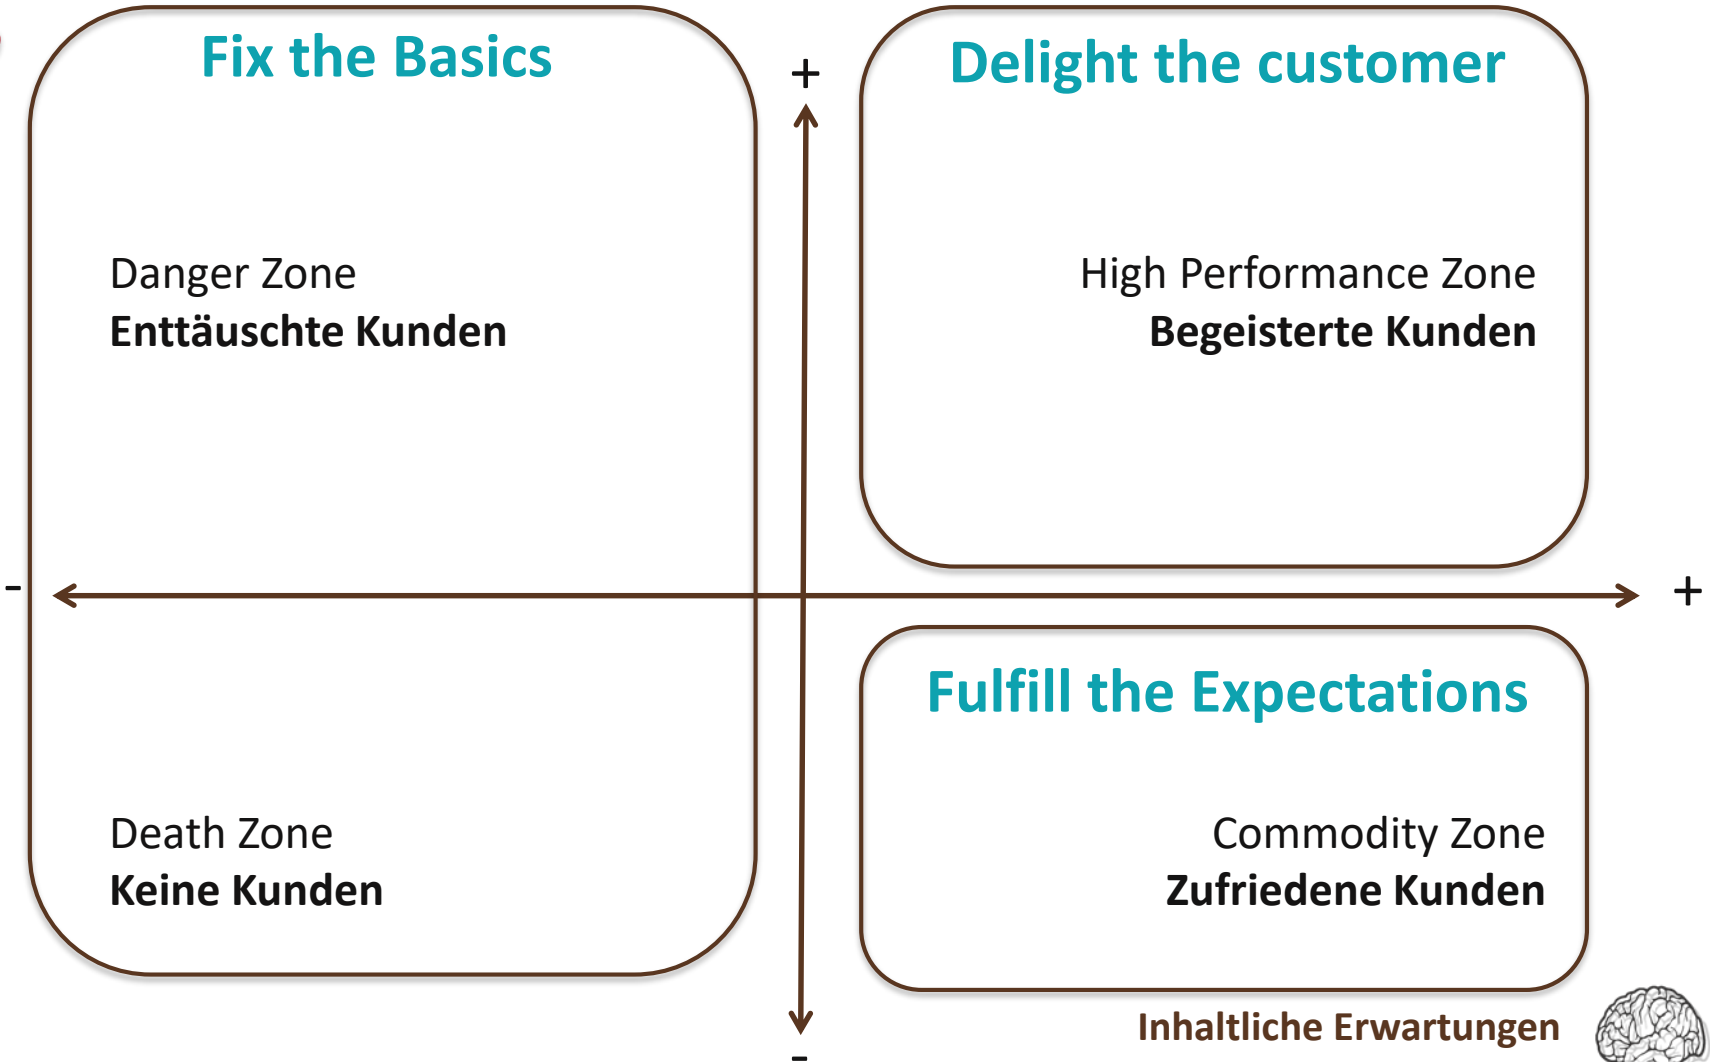 Fix the Basics
Delight the customer
+
Danger Zone
Enttäuschte Kunden
High Performance Zone
Begeisterte Kunden
-
+
Fulfill the Expectations
Death Zone
Keine Kunden
Commodity Zone
Zufriedene Kunden
Inhaltliche Erwartungen
-